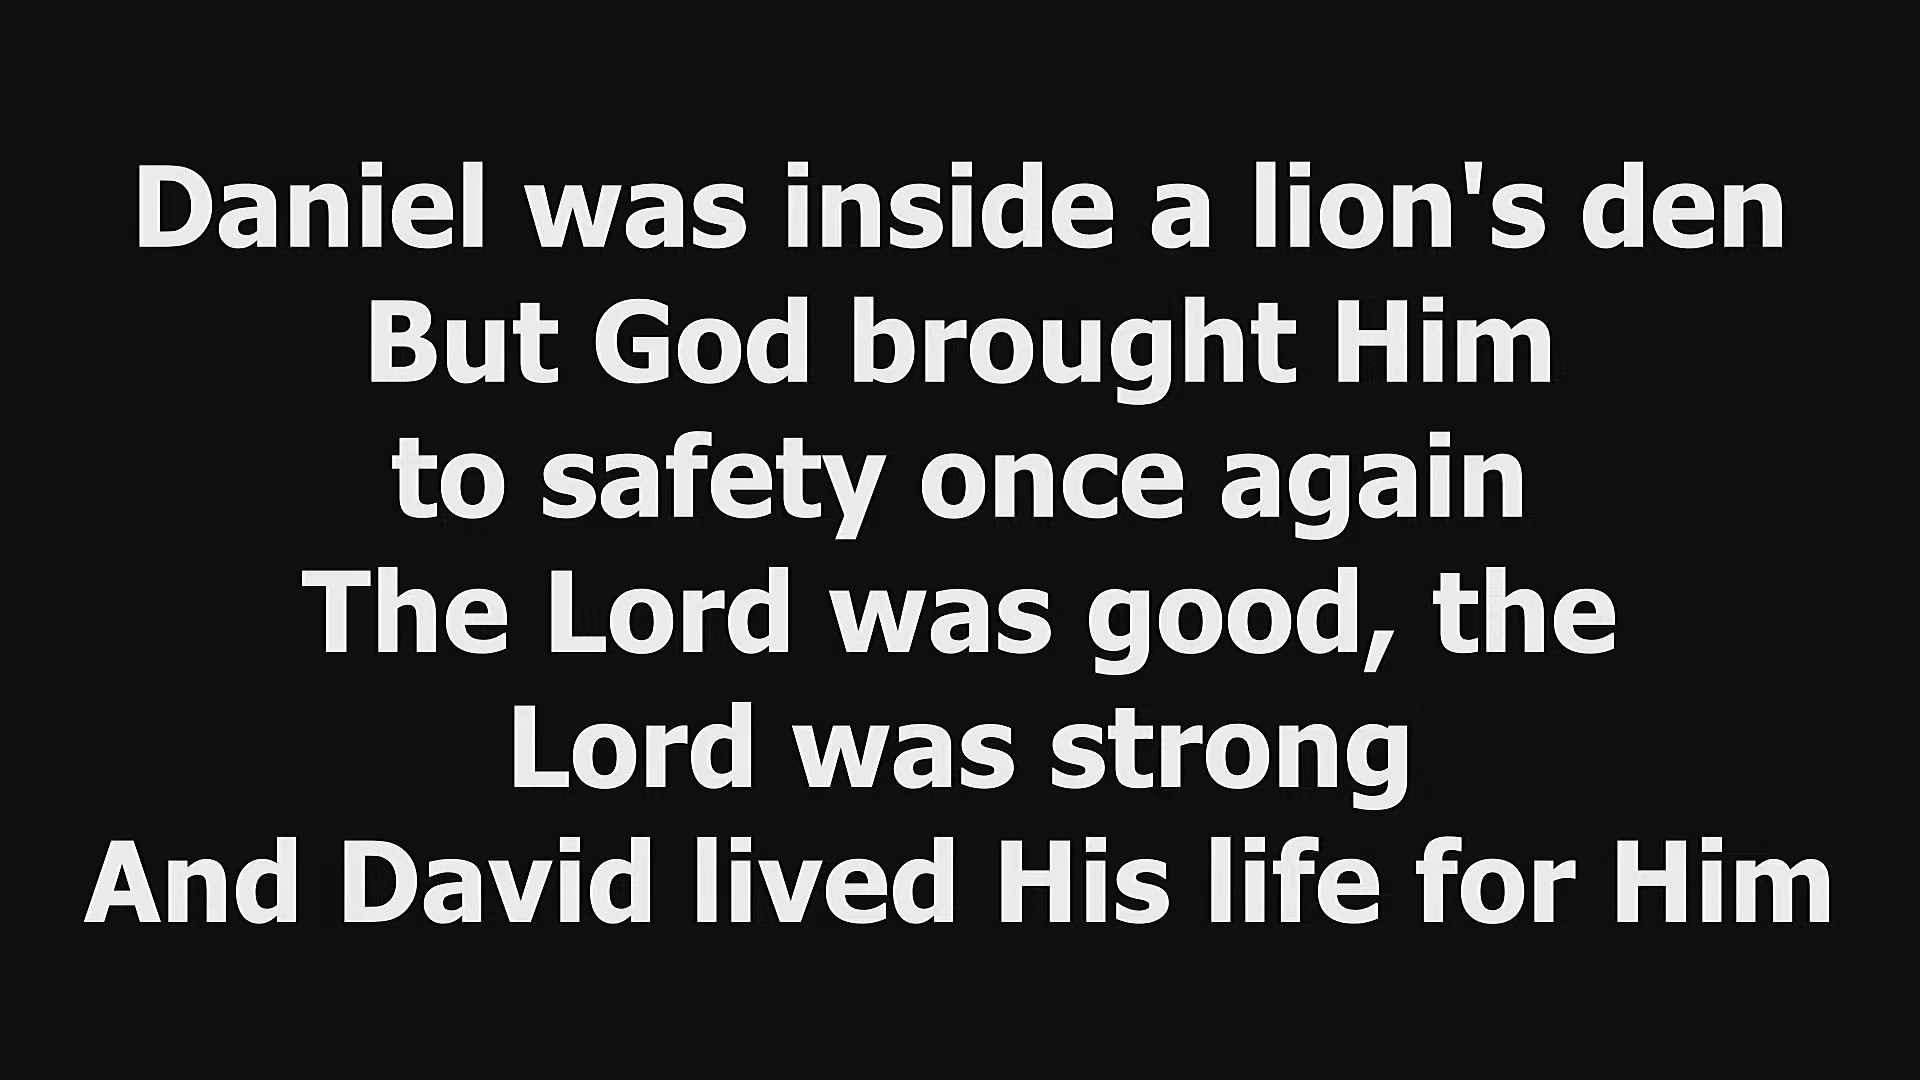 Daniel was inside a lion's den
But God brought Him
to safety once again
The Lord was good, the
Lord was strong
And David lived His life for Him